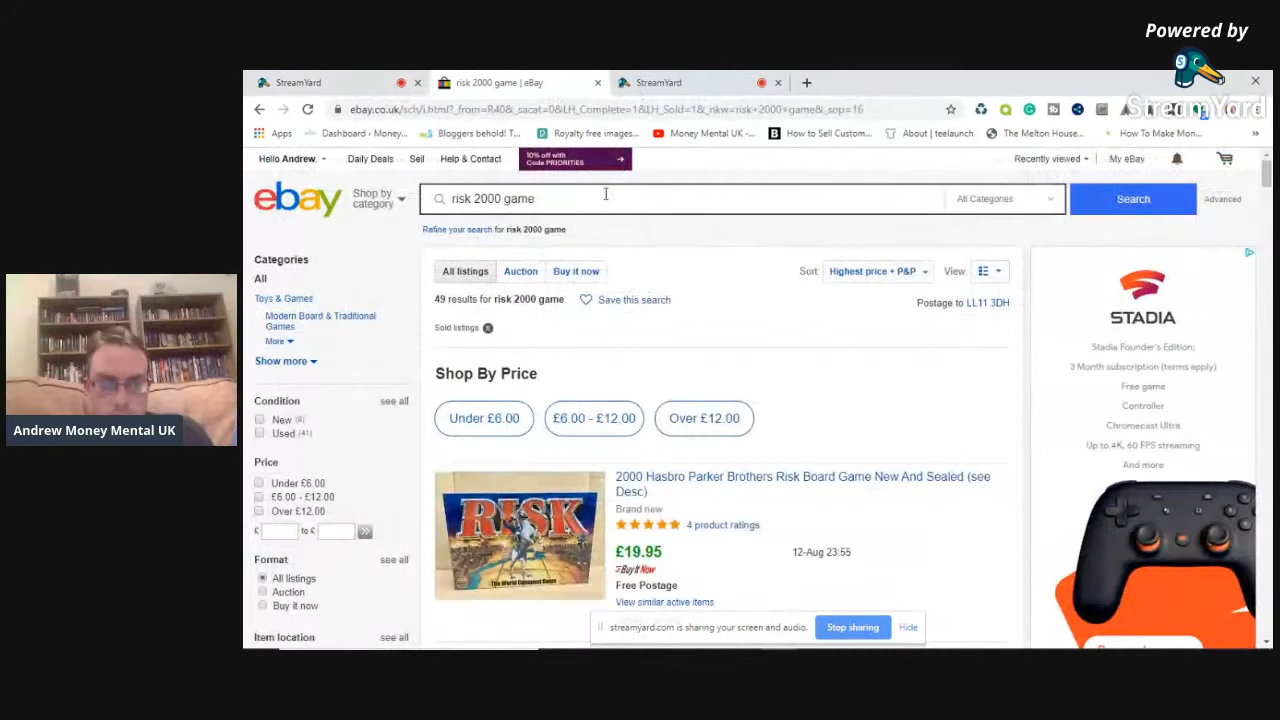 Powered by
StreamYard
StreamYard
risk 2000 game | eBay
StreamYard
ebay.co.uk/sch/i.html?_from=R40&_sacat=0&LH_Complete=1&LH_Sold=1&_nkw=risk+2000+game&_sop=16
Apps
Dashboard ‹ Money...
Bloggers behold! T...
Royalty free images...
Money Mental UK -...
How to Sell Custom...
About | teelaunch
The Melton House...
How To Make Mon...
Hello Andrew.
Daily Deals
Sell
Help & Contact
10% off with
Code PRIORITIES
Recently viewed
My eBay
ebay
Shop by
category
risk 2000 game
All Categories
Search
Advanced
Refine your search for risk 2000 game
Categories
All
Toys & Games
Modern Board & Traditional
Games
More
Show more
Condition
see all
New (8)
Used (41)
Price
Under £6.00
£6.00 - £12.00
Over £12.00
£
to £
Format
see all
All listings
Auction
Buy it now
Item location
see all
All listings
Auction
Buy it now
Sort:
Highest price + P&P
View:
49 results for risk 2000 game
Save this search
Postage to LL11 3DH
Sold listings
Shop By Price
Under £6.00
£6.00 - £12.00
Over £12.00
RISK
The World Conquest Game
2000 Hasbro Parker Brothers Risk Board Game New And Sealed (see
Desc)
Brand new
4 product ratings
£19.95
12-Aug 23:55
Buy It Now
Free Postage
View similar active items
STADIA
Stadia Founder's Edition:
3 Month subscription (terms apply)
Free game
Controller
Chromecast Ultra
Up to 4K, 60 FPS streaming
And more
streamyard.com is sharing your screen and audio.
Stop sharing
Hide
Andrew Money Mental UK